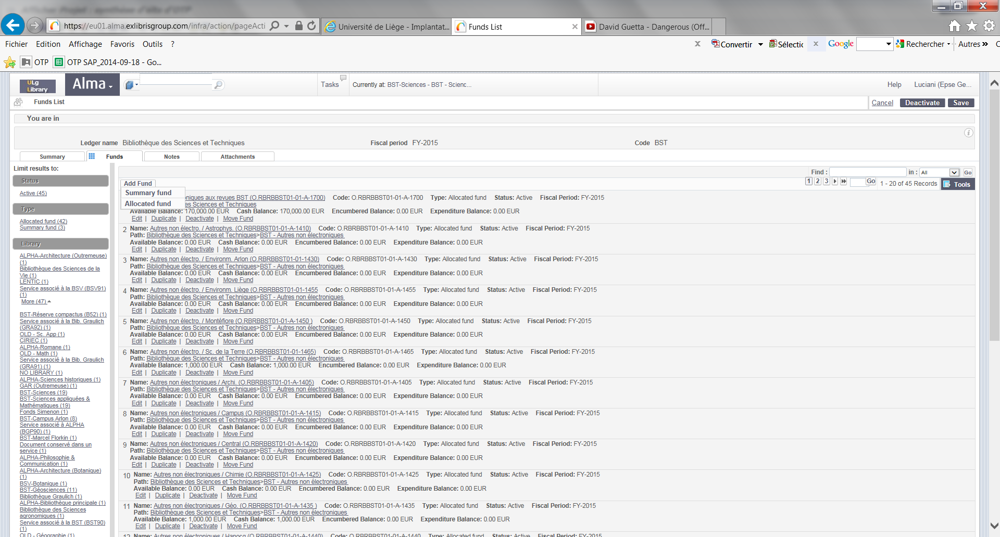 Afficher Projet : synthèse d'élts d'OTP
https://eu01.alma.exlibrisgroup.com/infra/action/pageActi
Université de Liège - Implantat...
Funds List
David Guetta - Dangerous (Off...
Fichier Edition Affichage Favoris Outils ?
Convertir Sélectic Google Rechercher Autres »
OTP OTP SAP_2014-09-18 - Go...
ULg Library
Alma
Tasks
Currently at: BST-Sciences - BST - Scienc...
Help Luciani (Epse Ge...
Funds List
Cancel Deactivate Save
You are in
Ledger name Bibliothèque des Sciences et Techniques Fiscal period FY-2015 Code BST
Summary Funds Notes Attachments
Limit results to:
Status
Active (45)
Type
Allocated fund (42)
Summary fund (3)
Library
ALPHA-Architecture (Outremeuse)
(1)
Bibliothèque des Sciences de la
Vie (1)
LENTIC (1)
Service associé à la BSV (BSV91)
(1)
More (47)
BST-Réserve compactus (B52) (1)
Service associé à la Bib. Graulich
(GRA92) (1)
OLD - Sc. App (1)
CIRIEC (1)
ALPHA-Romane (1)
OLD - Math (1)
Service associé à la Bib. Graulich
(GRA91) (1)
NO LIBRARY (1)
ALPHA-Sciences historiques (1)
GAR (Outremeuse) (1)
BST-Sciences (19)
BST-Sciences appliquées &
Mathématiques (19)
Fonds Simenon (1)
BST-Campus Arlon (8)
Service associé à ALPHA
(BGP90) (1)
BST-Marcel Florkin (1)
Document conservé dans un
service (1)
ALPHA-Philosophie &
Communication (1)
ALPHA-Architecture (Botanique)
(1)
BSV-Botanique (1)
BST-Géosciences (11)
Bibliothèque Graulich (1)
ALPHA-Bibliothèque principale (1)
Bibliothèque des Sciences
agronomiques (1)
Service associé à la BST (BST90)
(1)
OLD - Géographie (1)
Find : in : All Go
1 2 3 Go 1 - 20 of 45 Records Tools
Add Fund
Summary fund
Allocated fund
niques aux revues BST (O.RBRBBST01-01-A-1700) Code: O.RBRBBST01-01-A-1700 Type: Allocated fund Status: Active Fiscal Period: FY-2015
es Sciences et Techniques
Available Balance: 170,000.00 EUR Cash Balance: 170,000.00 EUR Encumbered Balance: 0.00 EUR Expenditure Balance: 0.00 EUR
Edit | Duplicate | Deactivate | Move Fund
2 Name: Autres non électro. / Astrophys. (O.RBRBBST01-01-A-1410) Code: O.RBRBBST01-01-A-1410 Type: Allocated fund Status: Active Fiscal Period: FY-2015
Path: Bibliothèque des Sciences et Techniques>BST - Autres non électroniques
Available Balance: 0.00 EUR Cash Balance: 0.00 EUR Encumbered Balance: 0.00 EUR Expenditure Balance: 0.00 EUR
Edit | Duplicate | Deactivate | Move Fund
3 Name: Autres non électro. / Environm. Arlon (O.RBRBBST01-01-1430) Code: O.RBRBBST01-01-A-1430 Type: Allocated fund Status: Active Fiscal Period: FY-2015
Path: Bibliothèque des Sciences et Techniques>BST - Autres non électroniques
Available Balance: 0.00 EUR Cash Balance: 0.00 EUR Encumbered Balance: 0.00 EUR Expenditure Balance: 0.00 EUR
Edit | Duplicate | Deactivate | Move Fund
4 Name: Autres non électro. / Environm. Liège (O.RBRBBST01-01-1455 Code: O.RBRBBST01-01-A-1455 Type: Allocated fund Status: Active Fiscal Period: FY-2015
Path: Bibliothèque des Sciences et Techniques>BST - Autres non électroniques
Available Balance: 0.00 EUR Cash Balance: 0.00 EUR Encumbered Balance: 0.00 EUR Expenditure Balance: 0.00 EUR
Edit | Duplicate | Deactivate | Move Fund
5 Name: Autres non électro. / Montéfiore (O.RBRBBST01-01-A-1450 ) Code: O.RBRBBST01-01-A-1450 Type: Allocated fund Status: Active Fiscal Period: FY-2015
Path: Bibliothèque des Sciences et Techniques>BST - Autres non électroniques
Available Balance: 0.00 EUR Cash Balance: 0.00 EUR Encumbered Balance: 0.00 EUR Expenditure Balance: 0.00 EUR
Edit | Duplicate | Deactivate | Move Fund
6 Name: Autres non électro. / Sc. de la Terre (O.RBRBBST01-01-1465) Code: O.RBRBBST01-01-A-1465 Type: Allocated fund Status: Active Fiscal Period: FY-2015
Path: Bibliothèque des Sciences et Techniques>BST - Autres non électroniques
Available Balance: 1,000.00 EUR Cash Balance: 1,000.00 EUR Encumbered Balance: 0.00 EUR Expenditure Balance: 0.00 EUR
Edit | Duplicate | Deactivate | Move Fund
7 Name: Autres non électroniques / Archi. (O.RBRBBST01-01-A-1405) Code: O.RBRBBST01-01-A-1405 Type: Allocated fund Status: Active Fiscal Period: FY-2015
Path: Bibliothèque des Sciences et Techniques>BST - Autres non électroniques
Available Balance: 0.00 EUR Cash Balance: 0.00 EUR Encumbered Balance: 0.00 EUR Expenditure Balance: 0.00 EUR
Edit | Duplicate | Deactivate | Move Fund
8 Name: Autres non électroniques / Campus (O.RBRBBST01-01-A-1415) Code: O.RBRBBST01-01-A-1415 Type: Allocated fund Status: Active Fiscal Period: FY-2015
Path: Bibliothèque des Sciences et Techniques>BST - Autres non électroniques
Available Balance: 0.00 EUR Cash Balance: 0.00 EUR Encumbered Balance: 0.00 EUR Expenditure Balance: 0.00 EUR
Edit | Duplicate | Deactivate | Move Fund
9 Name: Autres non électroniques / Central (O.RBRBBST01-01-A-1420) Code: O.RBRBBST01-01-A-1420 Type: Allocated fund Status: Active Fiscal Period: FY-2015
Path: Bibliothèque des Sciences et Techniques>BST - Autres non électroniques
Available Balance: 0.00 EUR Cash Balance: 0.00 EUR Encumbered Balance: 0.00 EUR Expenditure Balance: 0.00 EUR
Edit | Duplicate | Deactivate | Move Fund
10 Name: Autres non électroniques / Chimie (O.RBRBBST01-01-A-1425) Code: O.RBRBBST01-01-A-1425 Type: Allocated fund Status: Active Fiscal Period: FY-2015
Path: Bibliothèque des Sciences et Techniques>BST - Autres non électroniques
Available Balance: 0.00 EUR Cash Balance: 0.00 EUR Encumbered Balance: 0.00 EUR Expenditure Balance: 0.00 EUR
Edit | Duplicate | Deactivate | Move Fund
11 Name: Autres non électroniques / Géo. (O.RBRBBST01-01-A-1435 ) Code: O.RBRBBST01-01-A-1435 Type: Allocated fund Status: Active Fiscal Period: FY-2015
Path: Bibliothèque des Sciences et Techniques>BST - Autres non électroniques
Available Balance: 1,000.00 EUR Cash Balance: 1,000.00 EUR Encumbered Balance: 0.00 EUR Expenditure Balance: 0.00 EUR
Edit | Duplicate | Deactivate | Move Fund
12 Name: Autres non électroniques / Hanocq (O.RBRBBST01-01-A-1440) Code: O.RBRBBST01-01-A-1440 Type: Allocated fund Status: Active Fiscal Period: FY-2015